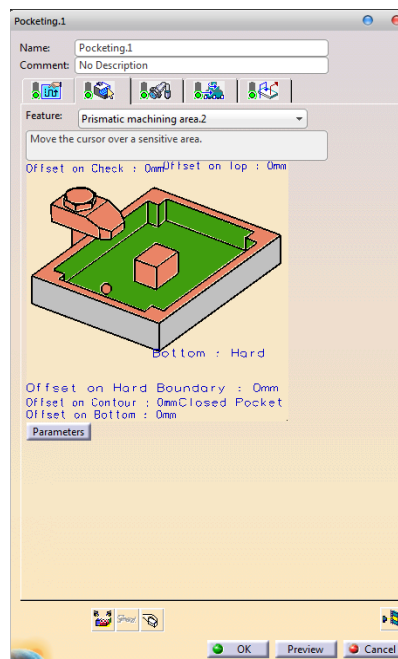 Pocketing.1
Name: Pocketing.1
Comment: No Description
Feature: Prismatic machining area.2
Move the cursor over a sensitive area.
Offset on Check : 0mm Offset on Top : 0mm
Bottom : Hard
Offset on Hard Boundary : 0mm
Offset on Contour : 0mm Closed Pocket
Offset on Bottom : 0mm
Parameters
OK Preview Cancel